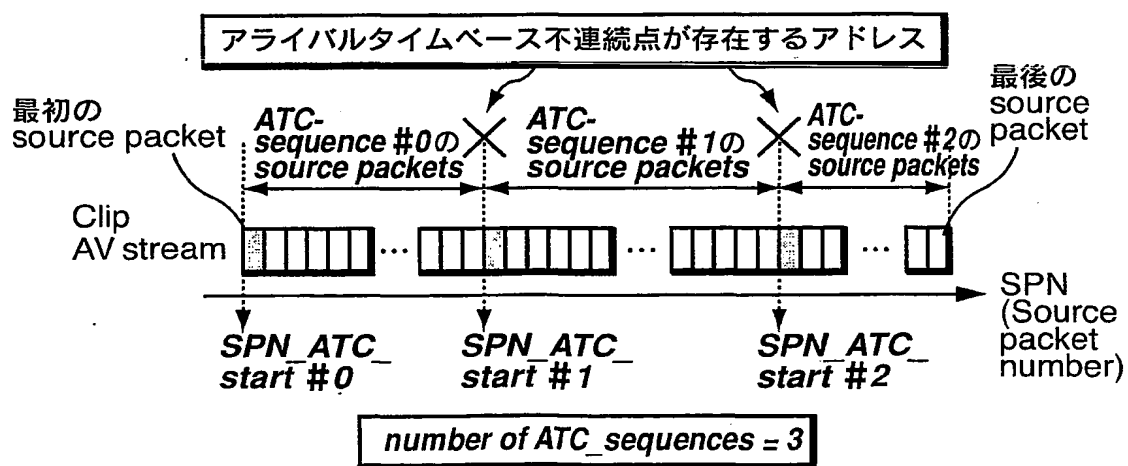 アライバルタイムベース不連続点が存在するアドレス
最初の
source packet
ATC-
sequence #0の
source packets
ATC-
sequence #1の
source packets
ATC-
sequence #2の
source packets
最後の
source
packet
Clip
AV stream
...
...
...
SPN
(Source
packet
number)
SPN_ATC_
start #0
SPN_ATC_
start #1
SPN_ATC_
start #2
number of ATC_sequences = 3